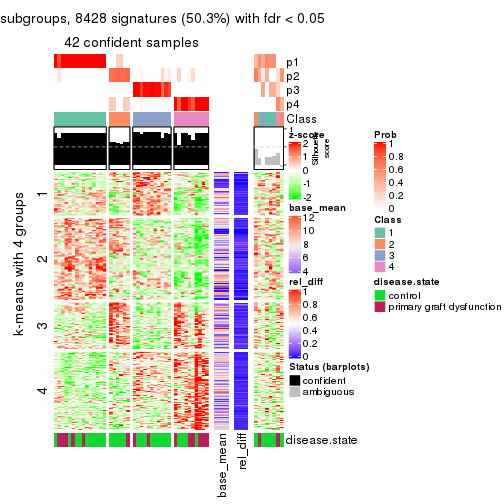 subgroups, 8428 signatures (50.3%) with fdr < 0.05
42 confident samples
p1
p2
p3
p4
Class
1
Silhouette
score
k-means with 4 groups
1
2
3
4
base_mean
rel_diff
disease.state
z-score
2
1
0
-1
-2
base_mean
12
10
8
6
4
rel_diff
1
0.8
0.6
0.4
0.2
0
Status (barplots)
confident
ambiguous
Prob
1
0.8
0.6
0.4
0.2
0
Class
1
2
3
4
disease.state
control
primary graft dysfunction